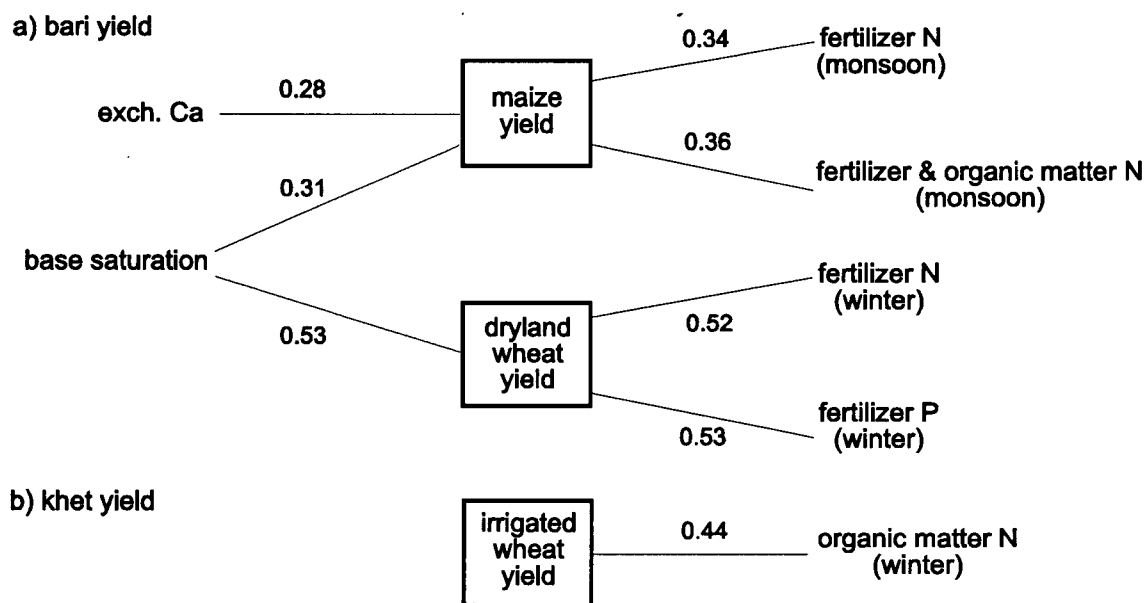 a) bari yield
0.34
fertilizer N
(monsoon)
0.28
exch. Ca
maize
yield
0.36
fertilizer & organic matter N
(monsoon)
0.31
base saturation
0.53
dryland
wheat
yield
fertilizer N
(winter)
0.52
fertilizer P
(winter)
0.53
b) khet yield
irrigated
wheat
yield
0.44
organic matter N
(winter)